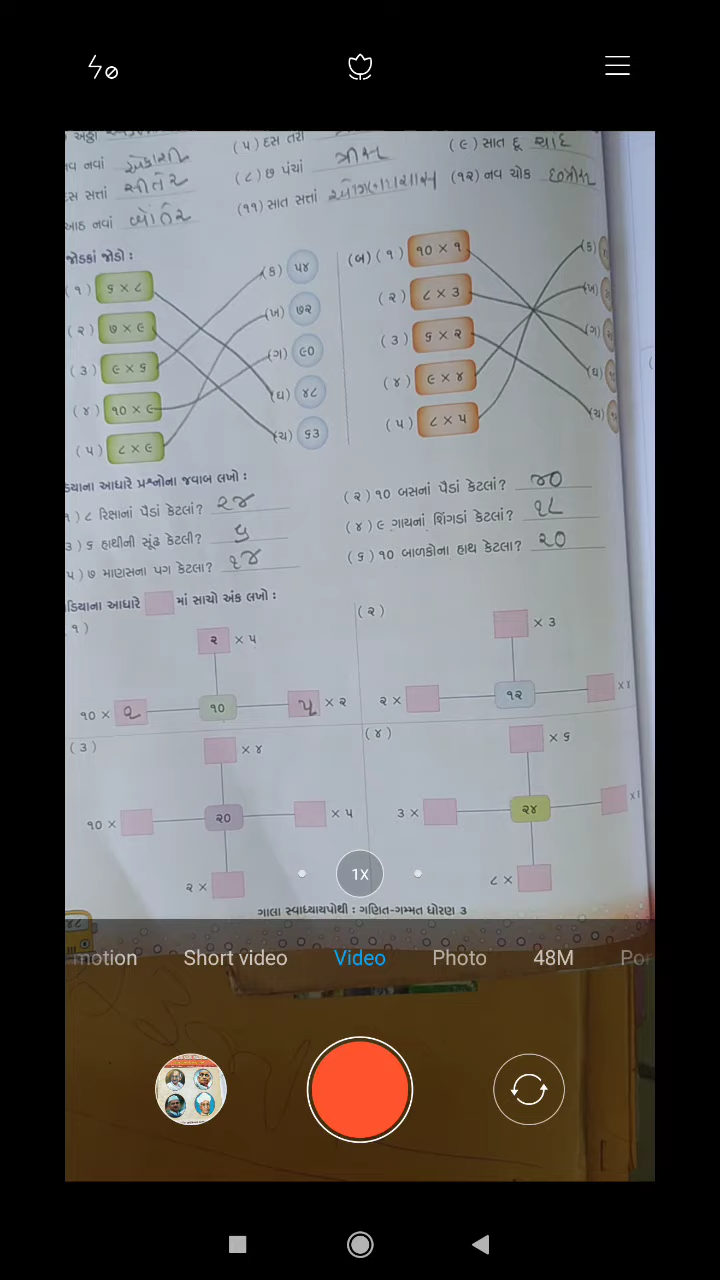 (૫) દસ તરી
(૯) સાત દૂ ચૌદ
નવ નવાં એકાસી
(૮) છ પંચાં ત્રીસ
દસ સત્તાં સીતેર
(૧૧) સાત સત્તાં ઓગણપચાસ
(૧૨) નવ ચોક છત્રીસ
આઠ નવાં બોતેર
જોડકાં જોડો :
(૧) ૬ × ૮
(૨) ૭ × ૯
(૩) ૯ × ૬
(૪) ૧૦ × ૯
(૫) ૮ × ૯
(ક) ૫૪
(ખ) ૭૨
(ગ) ૯૦
(ઘ) ૪૮
(ચ) ૬૩
(બ) (૧) ૧૦ × ૧
(૨) ૮ × ૩
(૩) ૬ × ૨
(૪) ૯ × ૪
(૫) ૮ × ૫
(ક)
(ખ)
(ગ)
(ઘ)
(ચ)
ડિયાના આધારે પ્રશ્નોના જવાબ લખો :
૧) ૮ રિક્ષાનાં પૈડાં કેટલાં? ૨૪
(૨) ૧૦ બસનાં પૈડાં કેટલાં? ૪૦
૩) ૬ હાથીની સૂંઢ કેટલી? ૬
(૪) ૯ ગાયનાં શિંગડાં કેટલાં? ૧૮
૫) ૭ માણસના પગ કેટલા? ૧૪
(૬) ૧૦ બાળકોના હાથ કેટલા? ૨૦
ડિયાના આધારે માં સાચો અંક લખો :
૧)
૨ × ૫
૧૦ × ૨ ૧૦ ૫ × ૨
(૨)
× ૩
૨ × ૧૨
(૩)
× ૪
૧૦ × ૨૦ × ૫
૨ ×
(૪)
× ૬
૩ × ૨૪
૮ ×
1X
ગાલા સ્વાધ્યાયપોથી : ગણિત-ગમ્મત ધોરણ ૩
motion Short video Video Photo 48M Por